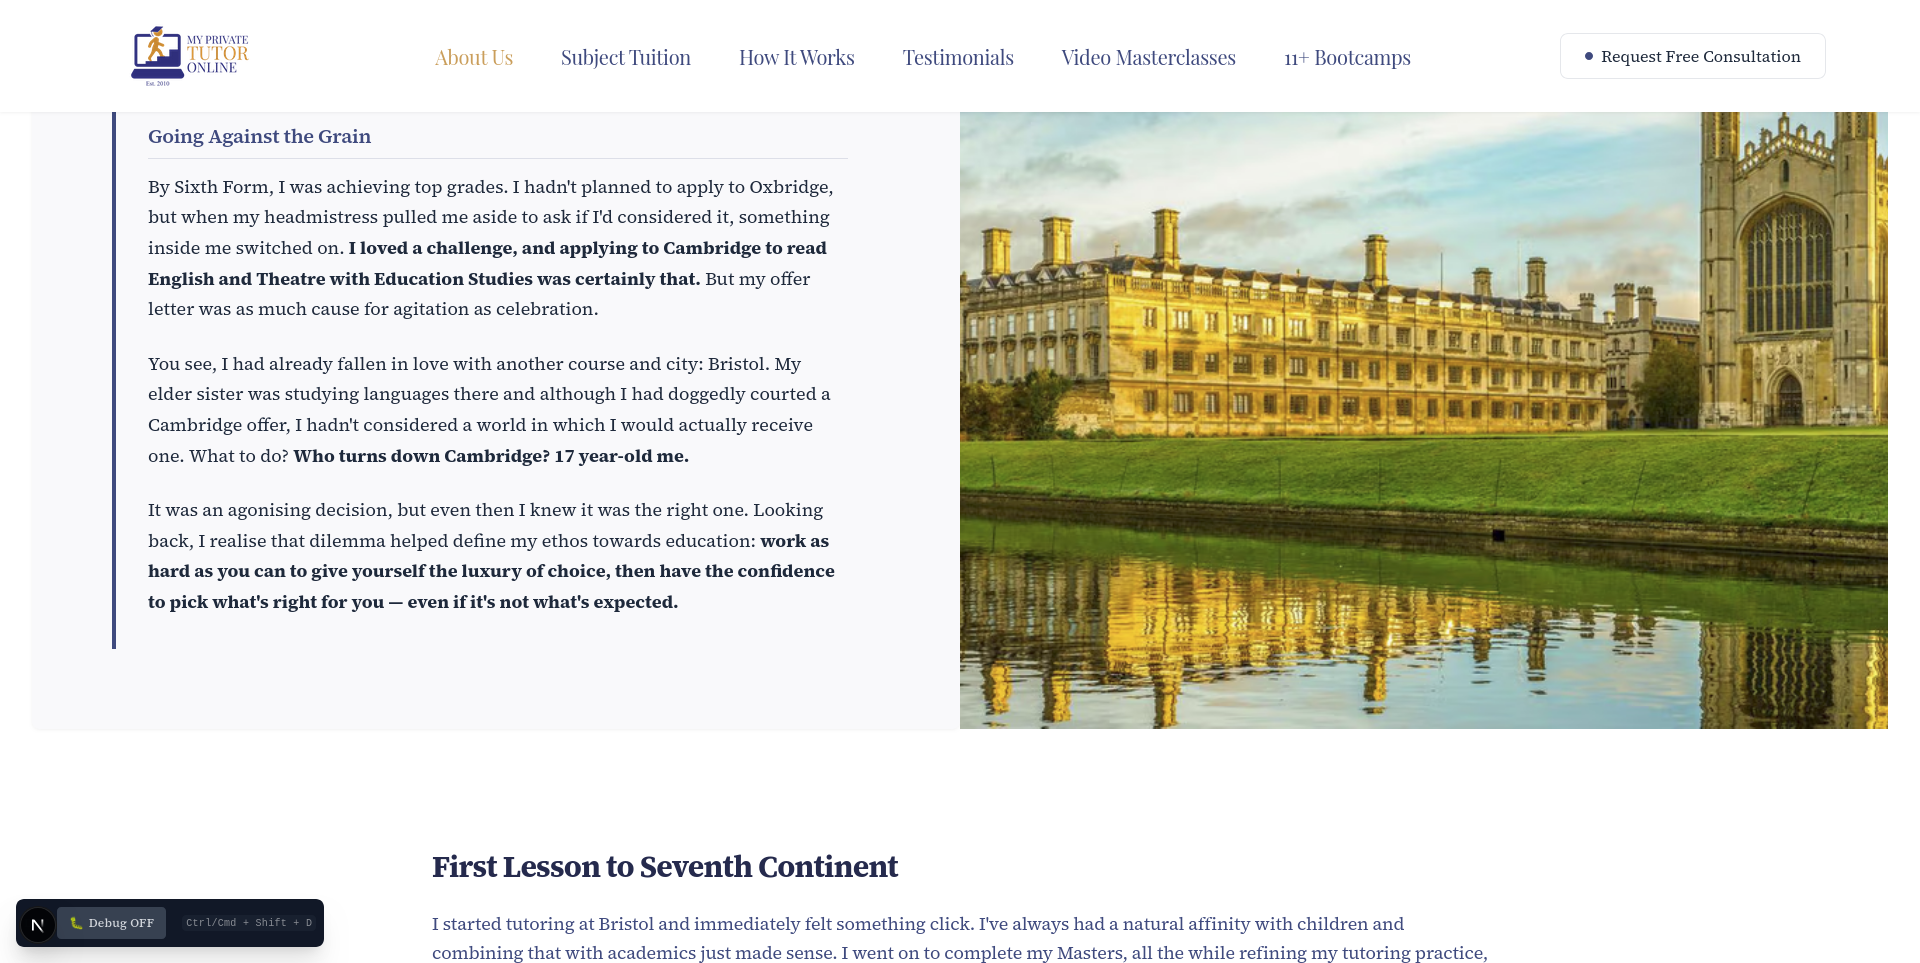 MY PRIVATE
TUTOR
ONLINE
Est. 2010
About Us
Subject Tuition
How It Works
Testimonials
Video Masterclasses
11+ Bootcamps
Request Free Consultation
Going Against the Grain
By Sixth Form, I was achieving top grades. I hadn't planned to apply to Oxbridge,
but when my headmistress pulled me aside to ask if I'd considered it, something
inside me switched on. I loved a challenge, and applying to Cambridge to read
English and Theatre with Education Studies was certainly that. But my offer
letter was as much cause for agitation as celebration.
You see, I had already fallen in love with another course and city: Bristol. My
elder sister was studying languages there and although I had doggedly courted a
Cambridge offer, I hadn't considered a world in which I would actually receive
one. What to do? Who turns down Cambridge? 17 year-old me.
It was an agonising decision, but even then I knew it was the right one. Looking
back, I realise that dilemma helped define my ethos towards education: work as
hard as you can to give yourself the luxury of choice, then have the confidence
to pick what's right for you — even if it's not what's expected.
First Lesson to Seventh Continent
I started tutoring at Bristol and immediately felt something click. I've always had a natural affinity with children and
combining that with academics just made sense. I went on to complete my Masters, all the while refining my tutoring practice,
N
Debug OFF
Ctrl/Cmd + Shift + D